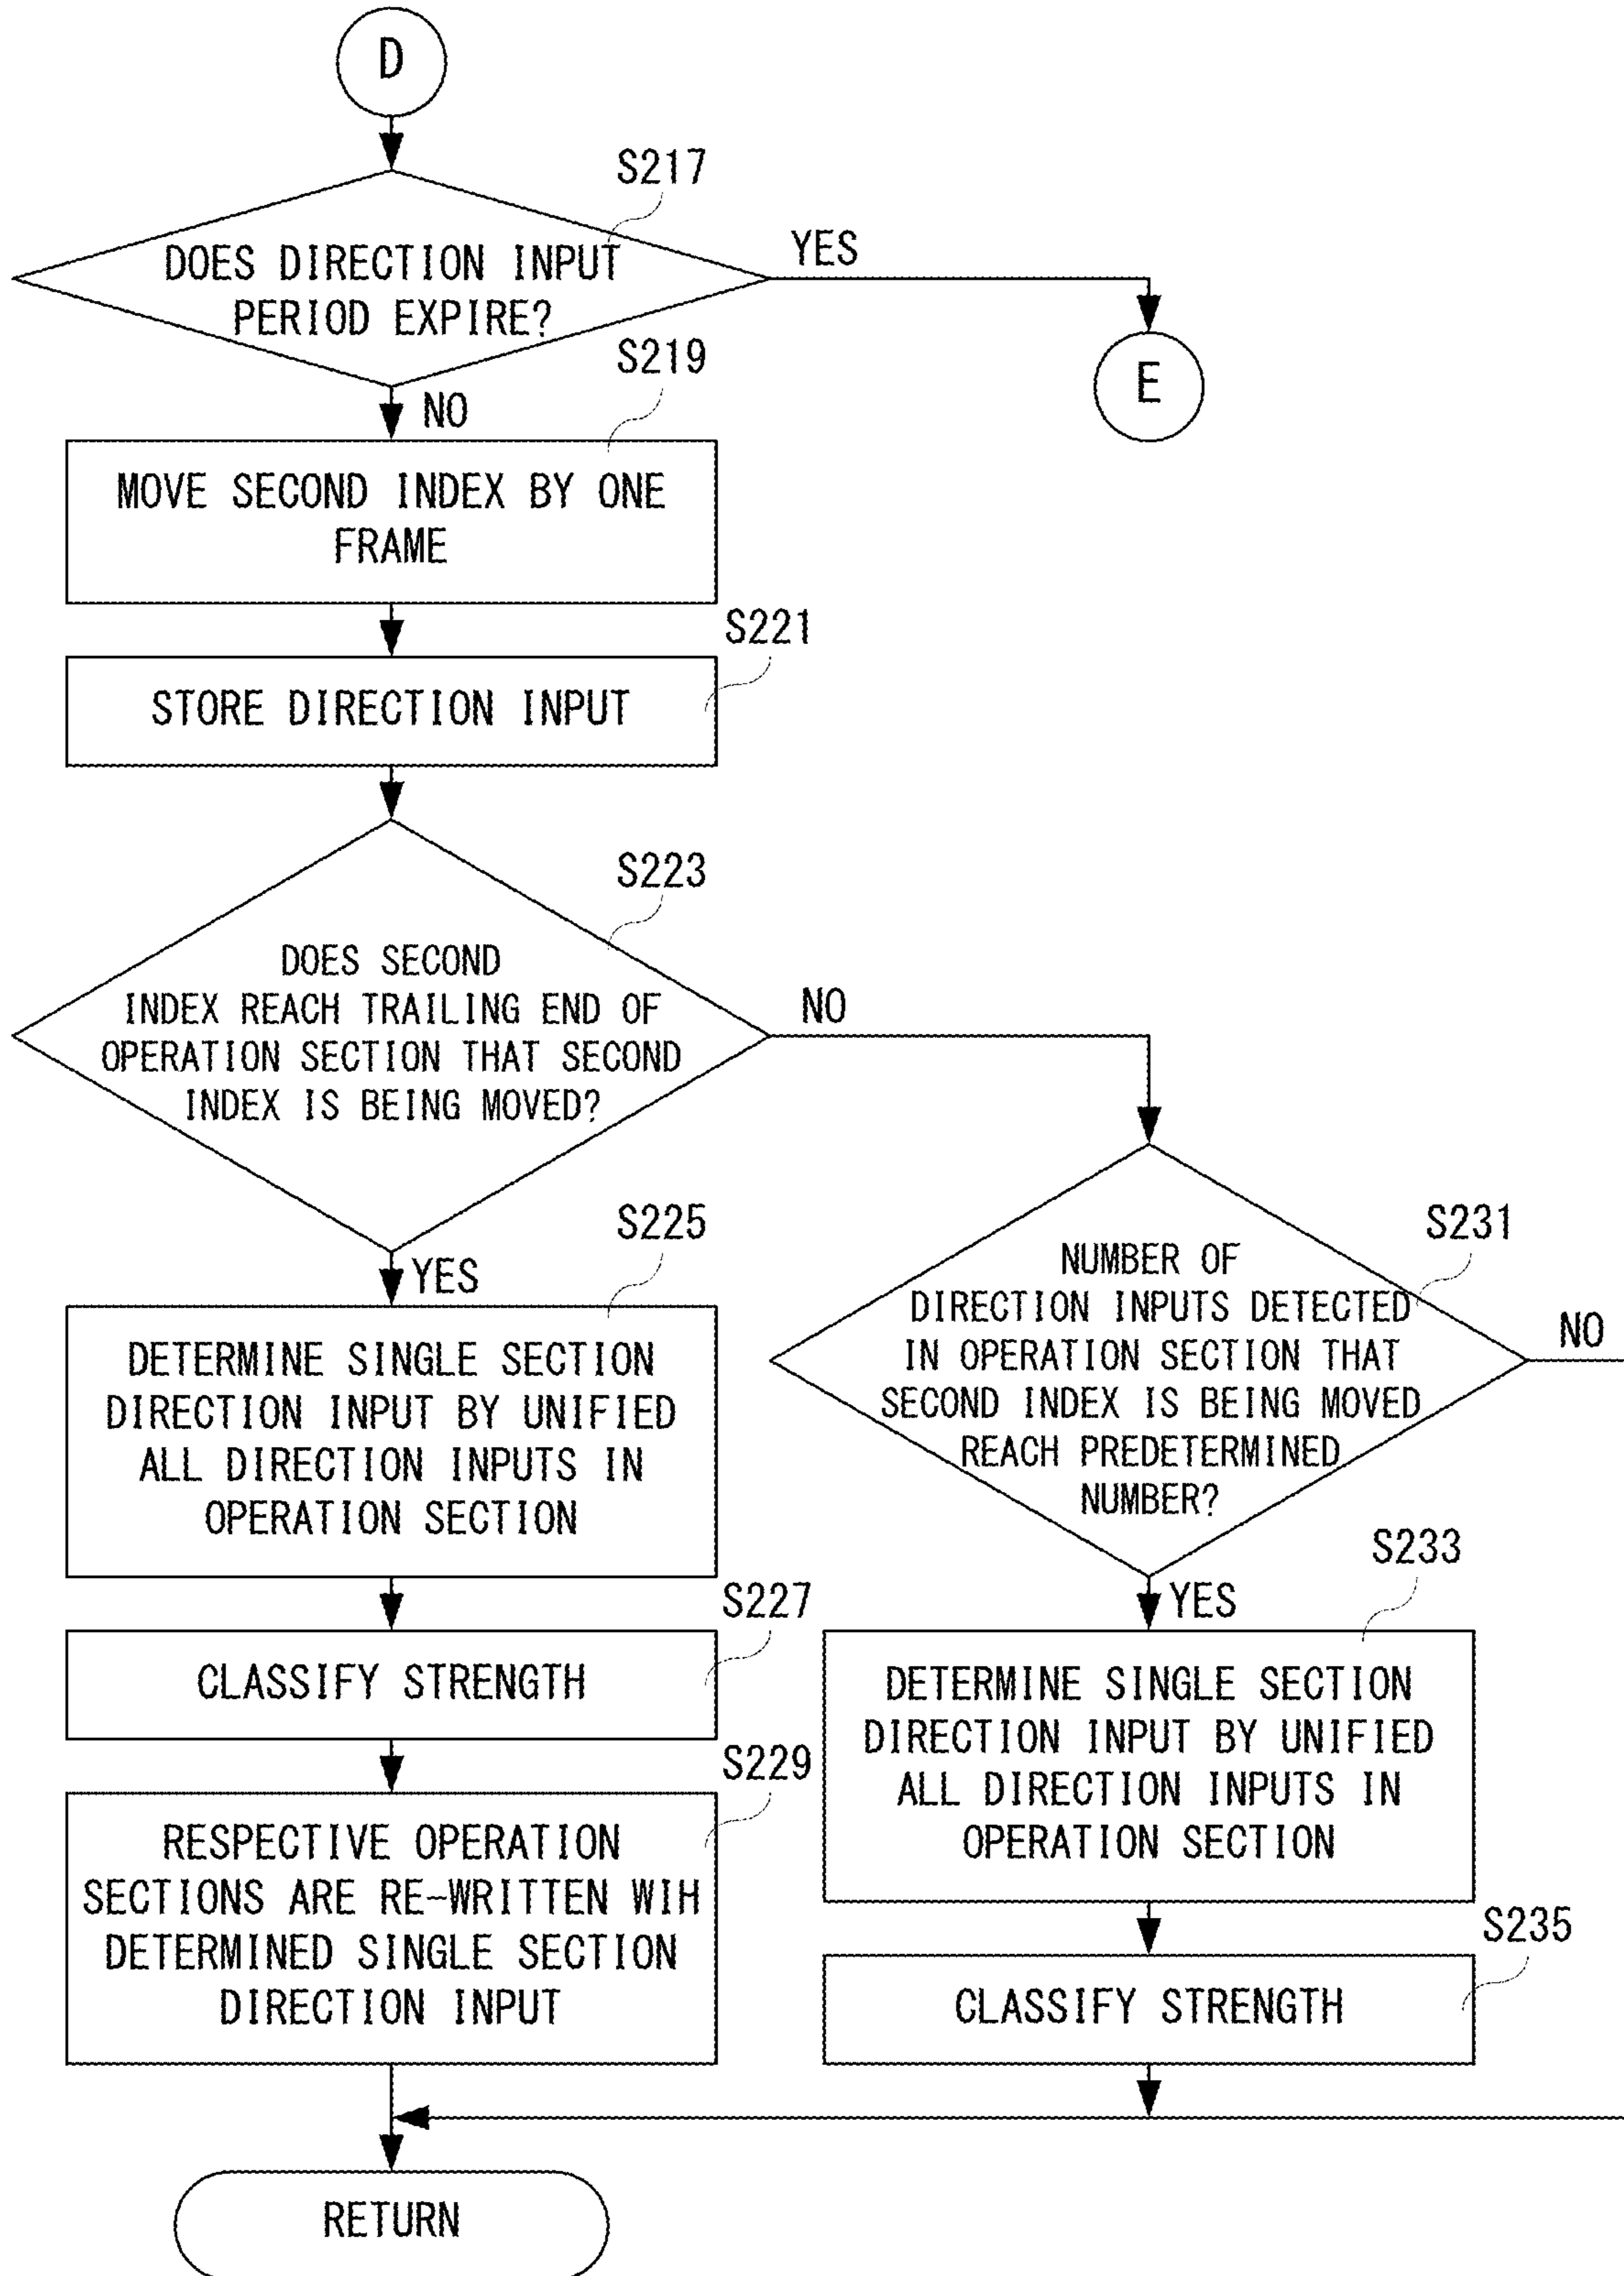 D
S217
DOES DIRECTION INPUT
PERIOD EXPIRE?
YES
E
S219
NO
MOVE SECOND INDEX BY ONE
FRAME
S221
STORE DIRECTION INPUT
S223
DOES SECOND
INDEX REACH TRAILING END OF
OPERATION SECTION THAT SECOND
INDEX IS BEING MOVED?
NO
S225
YES
DETERMINE SINGLE SECTION
DIRECTION INPUT BY UNIFIED
ALL DIRECTION INPUTS IN
OPERATION SECTION
S227
CLASSIFY STRENGTH
S229
RESPECTIVE OPERATION
SECTIONS ARE RE-WRITTEN WIH
DETERMINED SINGLE SECTION
DIRECTION INPUT
S231
NUMBER OF
DIRECTION INPUTS DETECTED
IN OPERATION SECTION THAT
SECOND INDEX IS BEING MOVED
REACH PREDETERMINED
NUMBER?
NO
S233
YES
DETERMINE SINGLE SECTION
DIRECTION INPUT BY UNIFIED
ALL DIRECTION INPUTS IN
OPERATION SECTION
S235
CLASSIFY STRENGTH
RETURN